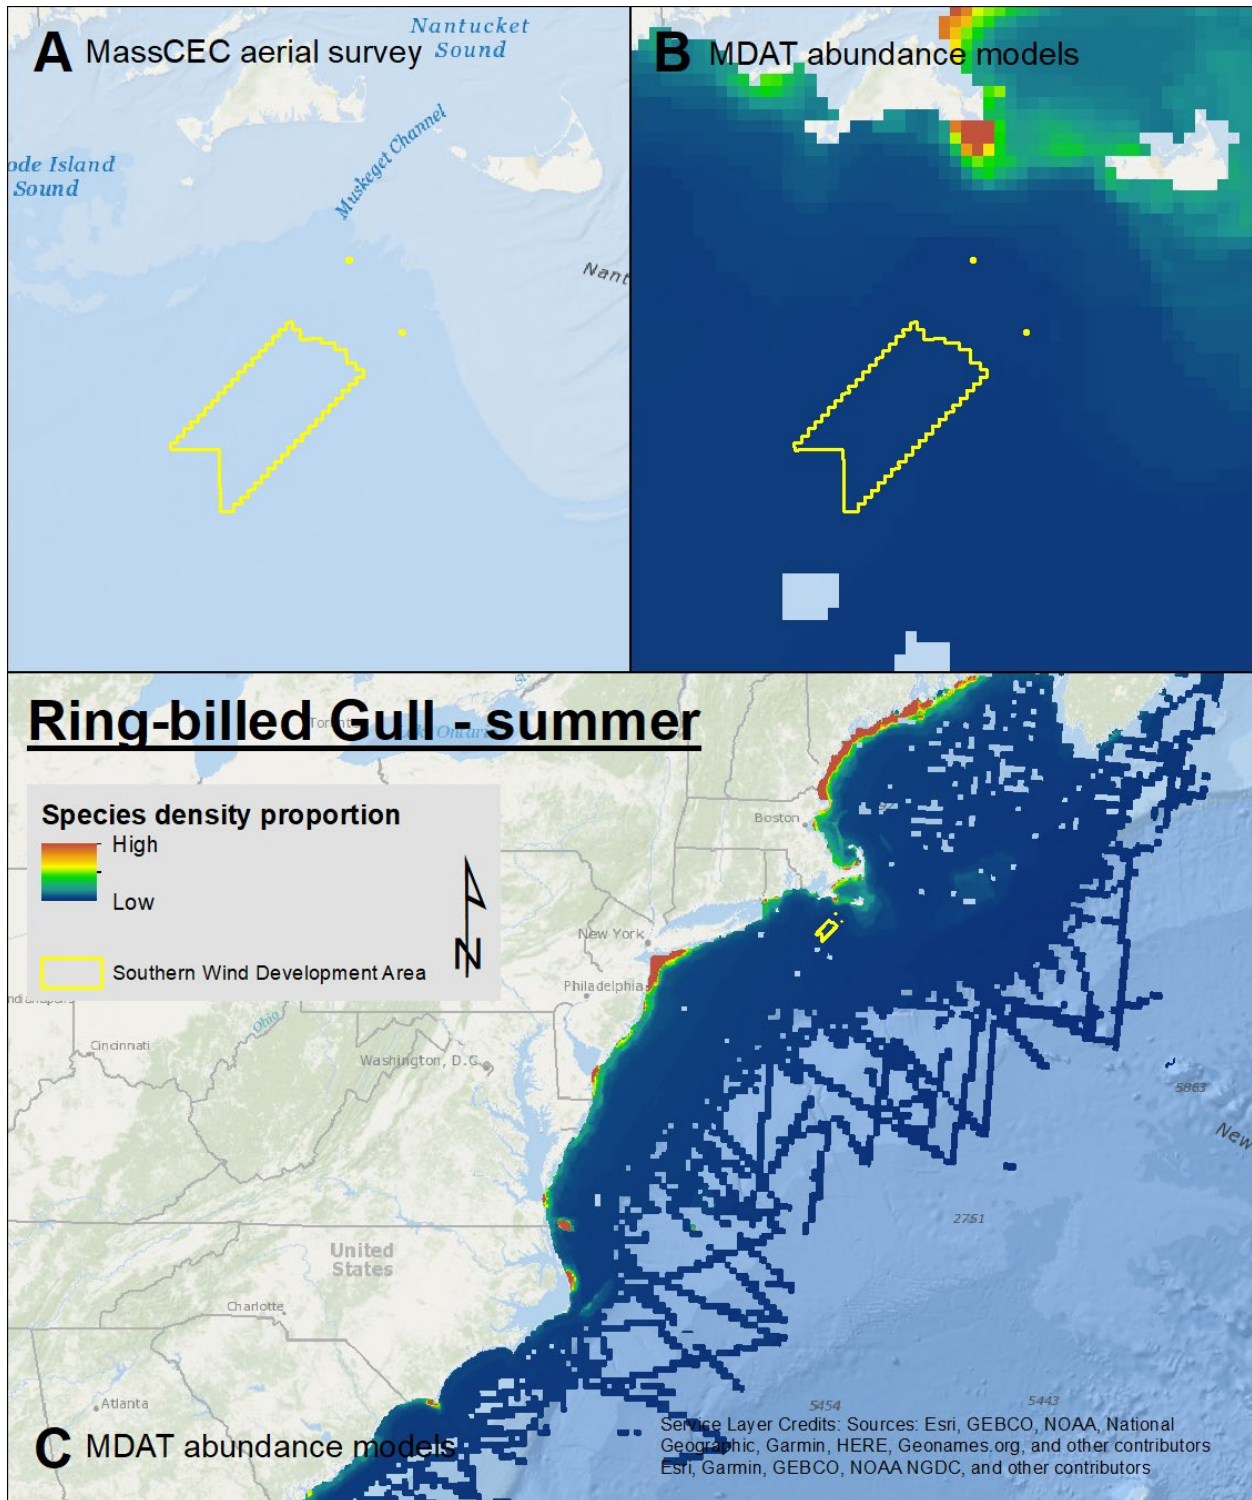 A MassCEC aerial survey
Nantucket
Sound
ode Island
Sound
Muskeget Channel
Nant
B MDAT abundance models
Ring-billed Gull - summer
Species density proportion
High
Low
N
Southern Wind Development Area
Boston
New York
Philadelphia
Ohio
Cincinnati
Washington, D.C.
5863
New
2751
United
States
Charlotte
Atlanta
5454
5443
C MDAT abundance models
Service Layer Credits: Sources: Esri, GEBCO, NOAA, National
Geographic, Garmin, HERE, Geonames.org, and other contributors
Esri, Garmin, GEBCO, NOAA NGDC, and other contributors